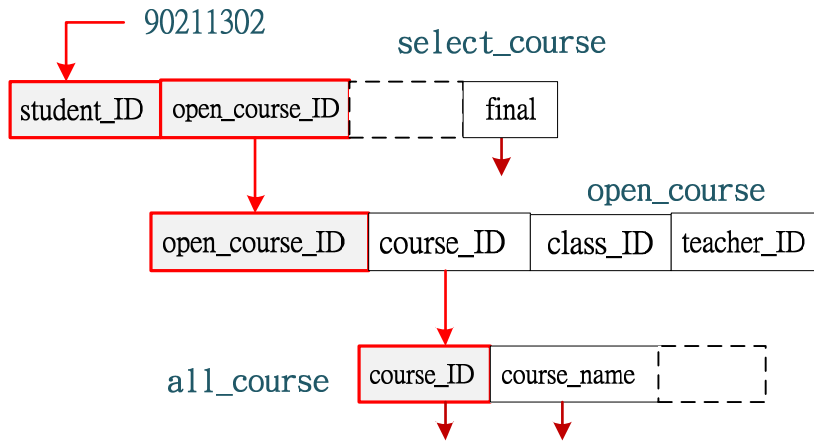 90211302
select_course
student_ID open_course_ID final
open_course
open_course_ID course_ID class_ID teacher_ID
all_course
course_ID course_name